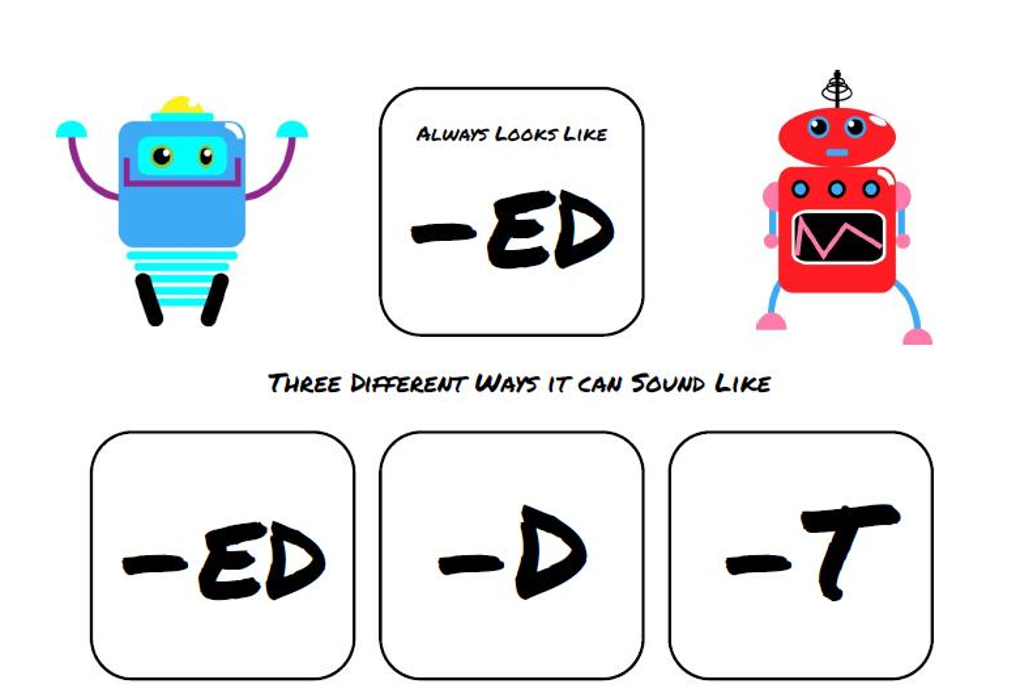 Always Looks Like
-ED
Three Different Ways it can Sound Like
-ED -D -T